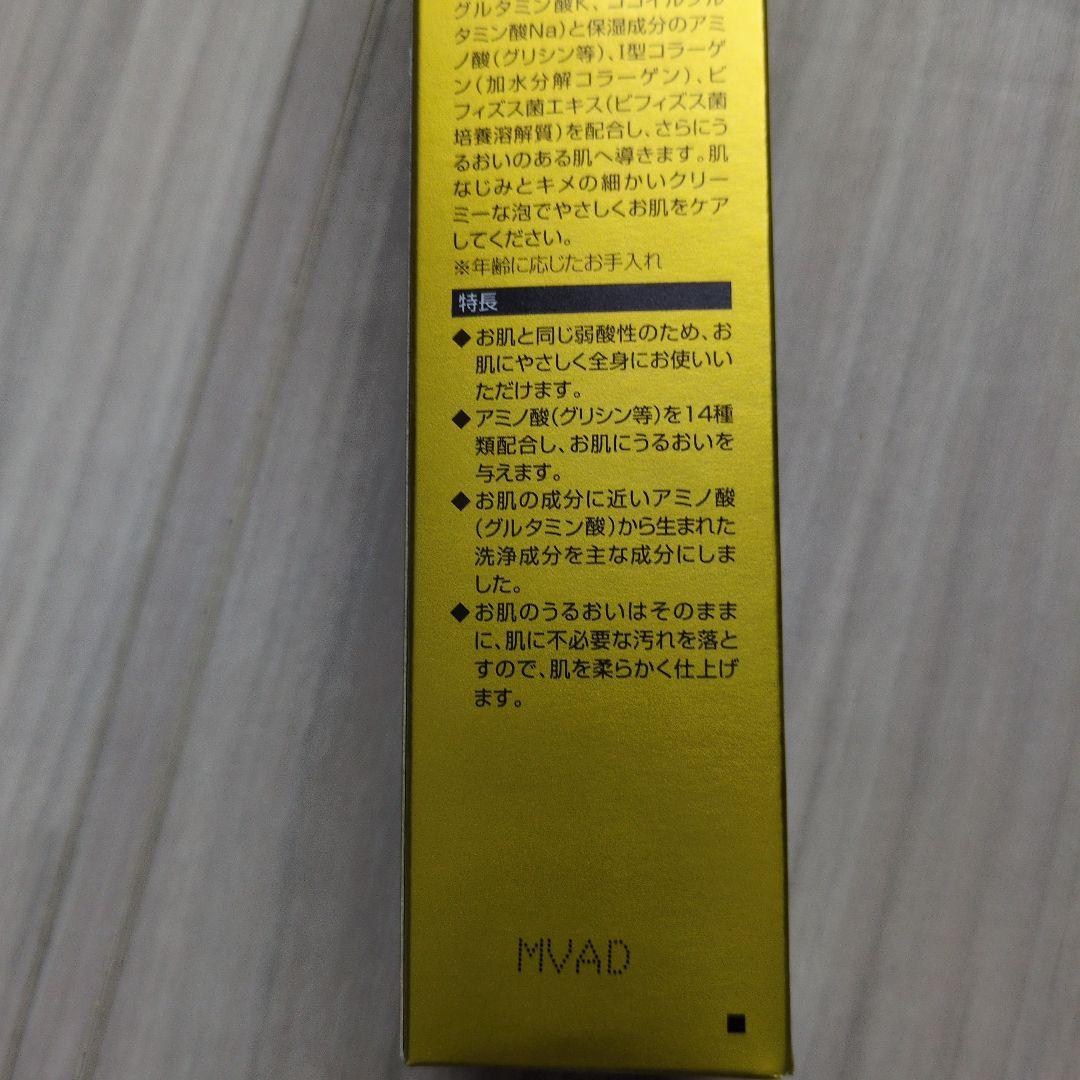 グルタミン酸K、ココイルグル
タミン酸Na)と保湿成分のアミ
ノ酸(グリシン等)、I型コラーゲ
ン(加水分解コラーゲン)、ビ
フィズス菌エキス(ビフィズス菌
培養溶解質)を配合し、さらにう
るおいのある肌へ導きます。肌
なじみとキメの細かいクリー
ミーな泡でやさしくお肌をケア
してください。
※年齢に応じたお手入れ
特長
◆お肌と同じ弱酸性のため、お
肌にやさしく全身にお使いい
ただけます。
◆アミノ酸(グリシン等)を14種
類配合し、お肌にうるおいを
与えます。
◆お肌の成分に近いアミノ酸
(グルタミン酸)から生まれた
洗浄成分を主な成分にしま
した。
◆お肌のうるおいはそのまま
に、肌に不必要な汚れを落と
すので、肌を柔らかく仕上げ
ます。
MVAD